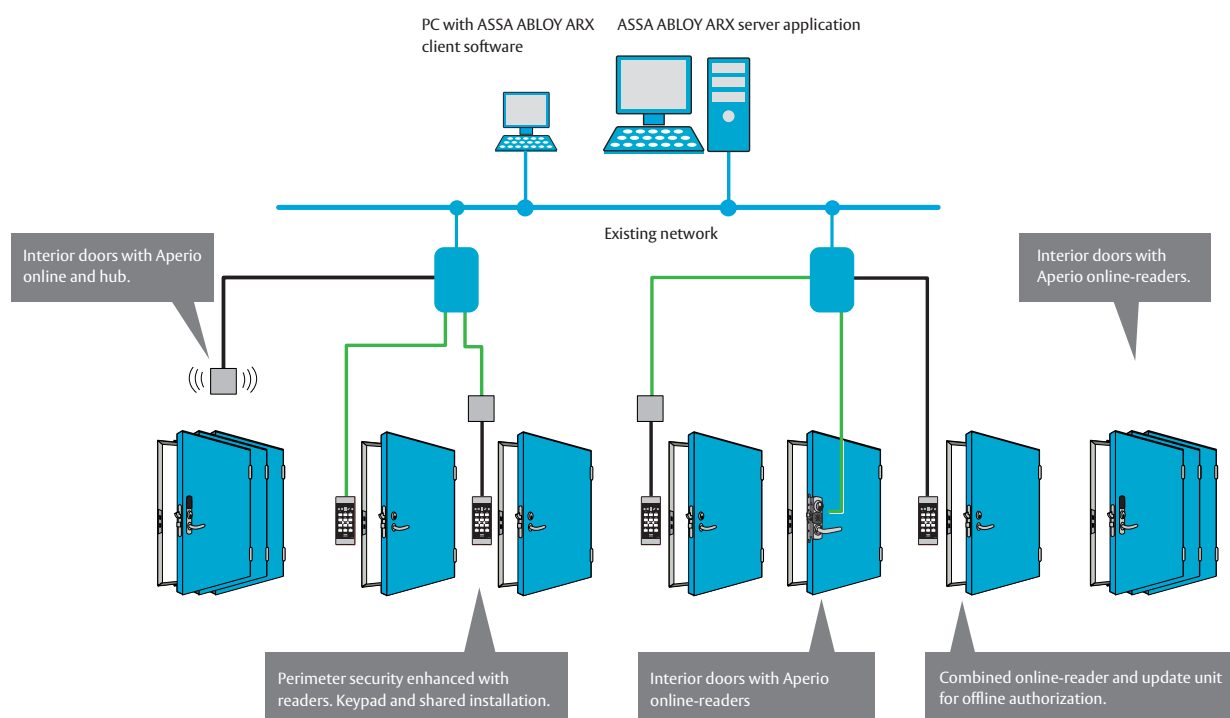 PC with ASSA ABLOY ARX
client software
ASSA ABLOY ARX server application
Existing network
Interior doors with Aperio
online and hub.
Interior doors with
Aperio online-readers.
Perimeter security enhanced with
readers. Keypad and shared installation.
Interior doors with Aperio
online-readers
Combined online-reader and update unit
for offline authorization.